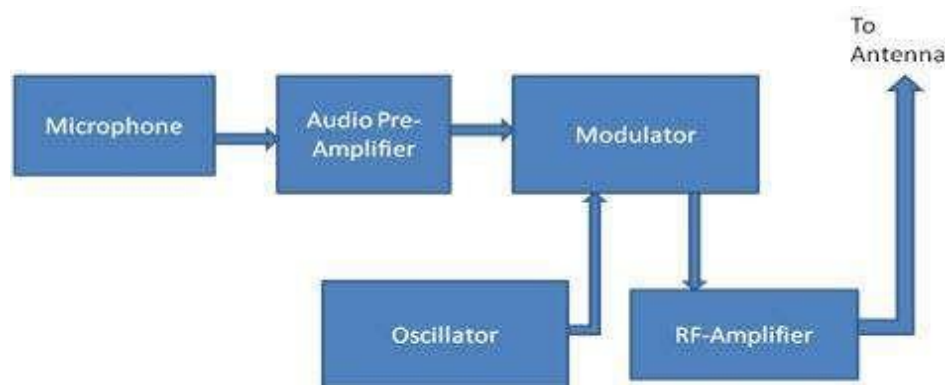 To
Antenna
Microphone
Audio Pre-
Amplifier
Modulator
Oscillator
RF-Amplifier